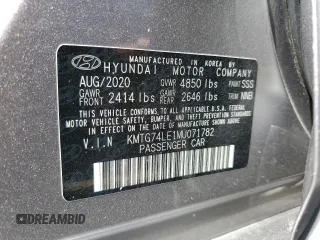 MADE IN KOREA
HYUNDAI MOTOR COMPANY
AUG/2020 GVWR 4850 lbs PAINT SSS
GAWR FRONT 2414 lbs GAWR REAR 2646 lbs TRIM NNB
THIS VEHICLE CONFORMS TO ALL APPLICABLE U.S. FEDERAL
MOTOR VEHICLE SAFETY, BUMPER, AND THEFT PREVENTION
STANDARDS IN EFFECT ON THE DATE OF MANUFACTURE SHOWN ABOVE.
V.I.N KMTG74LE1MU071782
PASSENGER CAR
DREAMBID